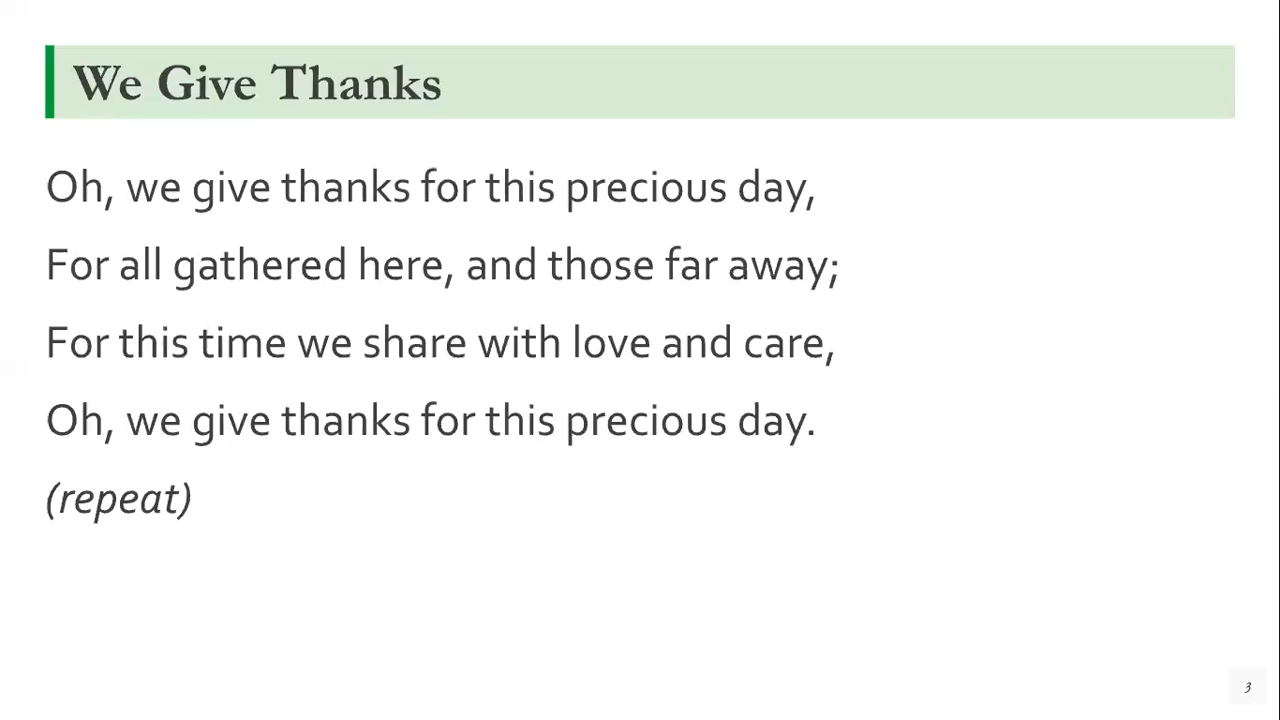 We Give Thanks
Oh, we give thanks for this precious day,
For all gathered here, and those far away;
For this time we share with love and care,
Oh, we give thanks for this precious day.
(repeat)
3